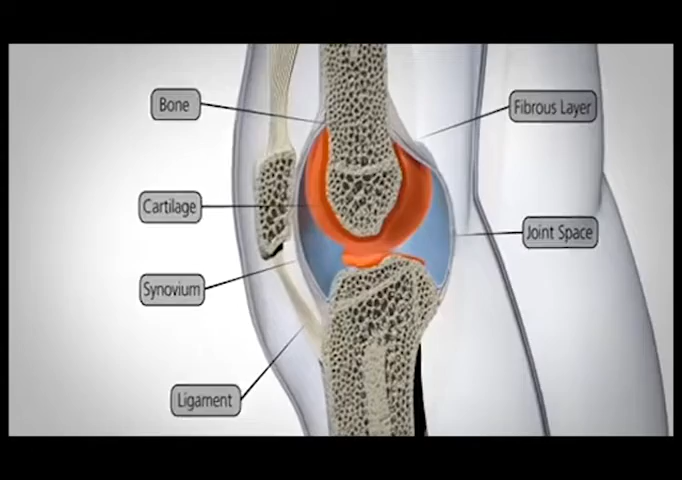 Bone
Fibrous Layer
Cartilage
Joint Space
Synovium
Ligament